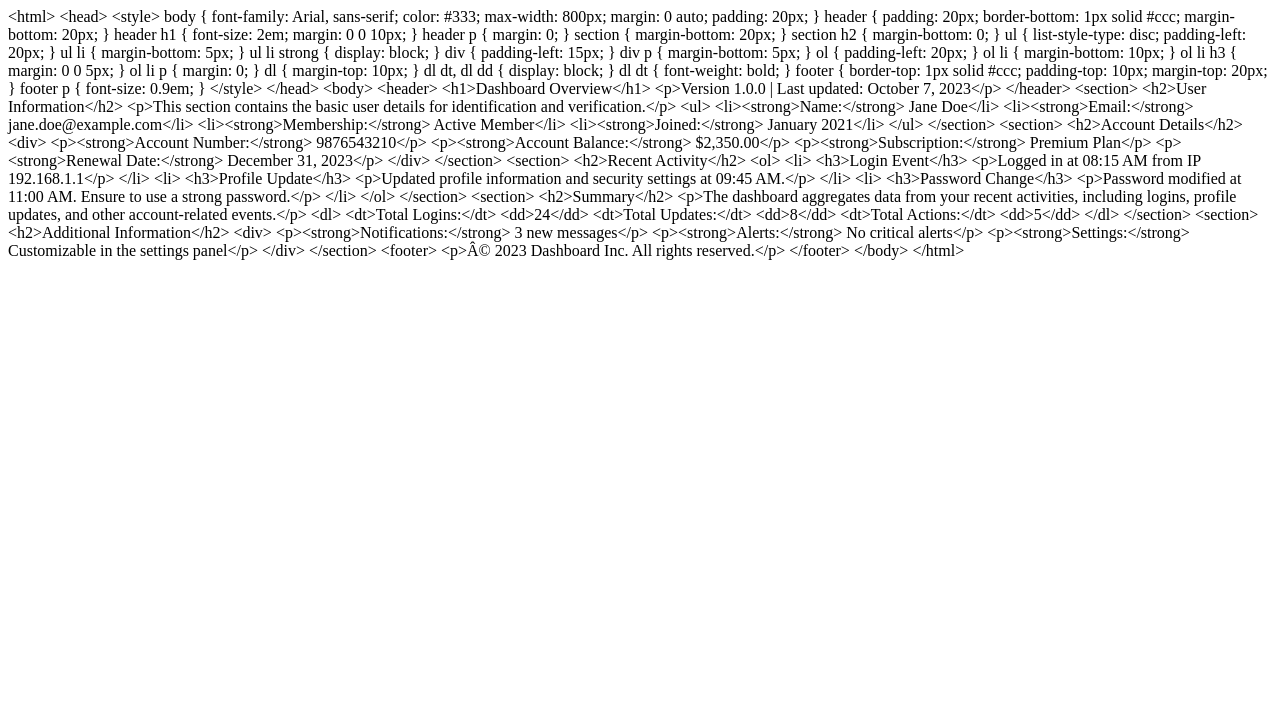 <html> <head> <style> body { font-family: Arial, sans-serif; color: #333; max-width: 800px; margin: 0 auto; padding: 20px; } header { padding: 20px; border-bottom: 1px solid #ccc; margin-
bottom: 20px; } header h1 { font-size: 2em; margin: 0 0 10px; } header p { margin: 0; } section { margin-bottom: 20px; } section h2 { margin-bottom: 0; } ul { list-style-type: disc; padding-left:
20px; } ul li { margin-bottom: 5px; } ul li strong { display: block; } div { padding-left: 15px; } div p { margin-bottom: 5px; } ol { padding-left: 20px; } ol li { margin-bottom: 10px; } ol li h3 {
margin: 0 0 5px; } ol li p { margin: 0; } dl { margin-top: 10px; } dl dt, dl dd { display: block; } dl dt { font-weight: bold; } footer { border-top: 1px solid #ccc; padding-top: 10px; margin-top: 20px;
} footer p { font-size: 0.9em; } </style> </head> <body> <header> <h1>Dashboard Overview</h1> <p>Version 1.0.0 | Last updated: October 7, 2023</p> </header> <section> <h2>User
Information</h2> <p>This section contains the basic user details for identification and verification.</p> <ul> <li><strong>Name:</strong> Jane Doe</li> <li><strong>Email:</strong>
jane.doe@example.com</li> <li><strong>Membership:</strong> Active Member</li> <li><strong>Joined:</strong> January 2021</li> </ul> </section> <section> <h2>Account Details</h2>
<div> <p><strong>Account Number:</strong> 9876543210</p> <p><strong>Account Balance:</strong> $2,350.00</p> <p><strong>Subscription:</strong> Premium Plan</p> <p>
<strong>Renewal Date:</strong> December 31, 2023</p> </div> </section> <section> <h2>Recent Activity</h2> <ol> <li> <h3>Login Event</h3> <p>Logged in at 08:15 AM from IP
192.168.1.1</p> </li> <li> <h3>Profile Update</h3> <p>Updated profile information and security settings at 09:45 AM.</p> </li> <li> <h3>Password Change</h3> <p>Password modified at
11:00 AM. Ensure to use a strong password.</p> </li> </ol> </section> <section> <h2>Summary</h2> <p>The dashboard aggregates data from your recent activities, including logins, profile
updates, and other account-related events.</p> <dl> <dt>Total Logins:</dt> <dd>24</dd> <dt>Total Updates:</dt> <dd>8</dd> <dt>Total Actions:</dt> <dd>5</dd> </dl> </section> <section>
<h2>Additional Information</h2> <div> <p><strong>Notifications:</strong> 3 new messages</p> <p><strong>Alerts:</strong> No critical alerts</p> <p><strong>Settings:</strong>
Customizable in the settings panel</p> </div> </section> <footer> <p>Â© 2023 Dashboard Inc. All rights reserved.</p> </footer> </body> </html>